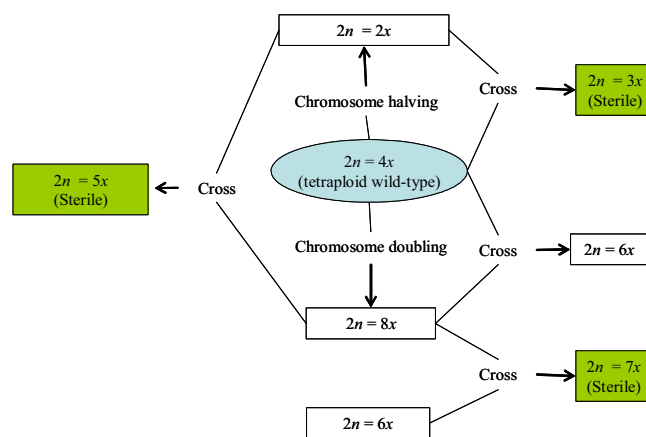 2n = 2x
Cross
2n = 3x
(Sterile)
Chromosome halving
2n = 4x
(tetraploid wild-type)
2n = 5x
(Sterile)
Cross
Chromosome doubling
Cross
2n = 6x
2n = 8x
Cross
2n = 7x
(Sterile)
2n = 6x